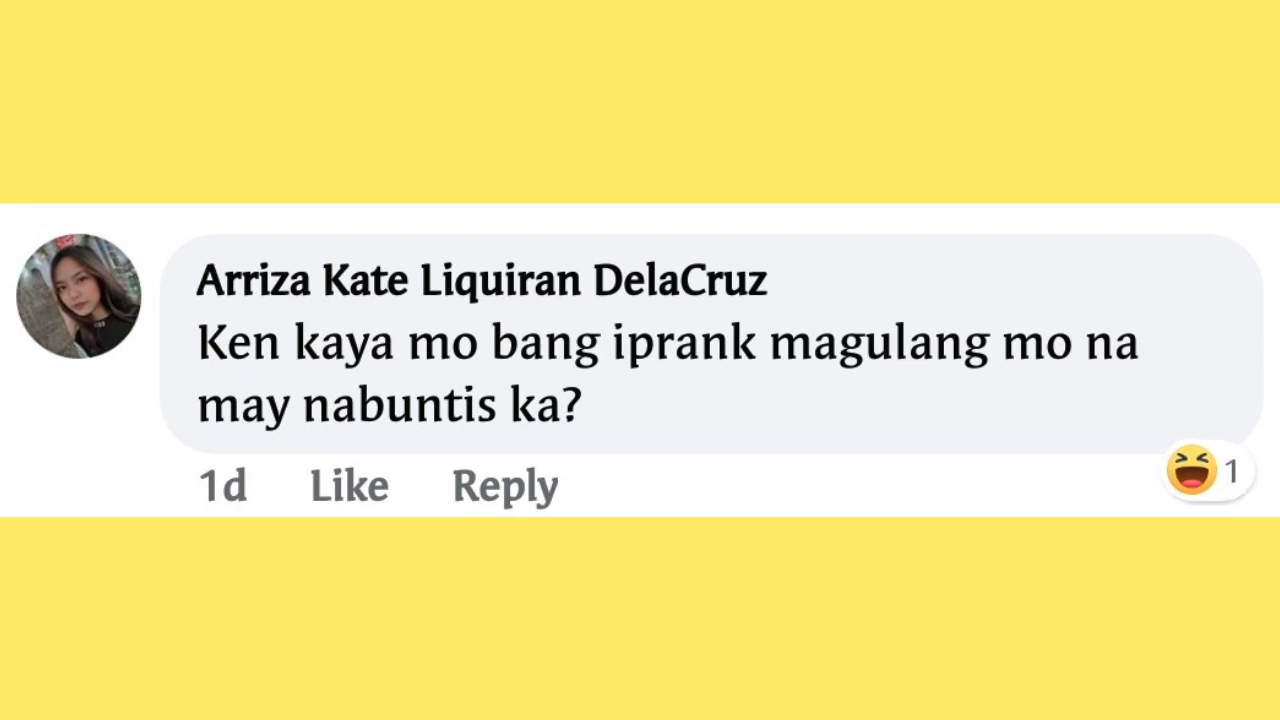 Arriza Kate Liquiran DelaCruz
Ken kaya mo bang iprank magulang mo na
may nabuntis ka?
1d Like Reply
1